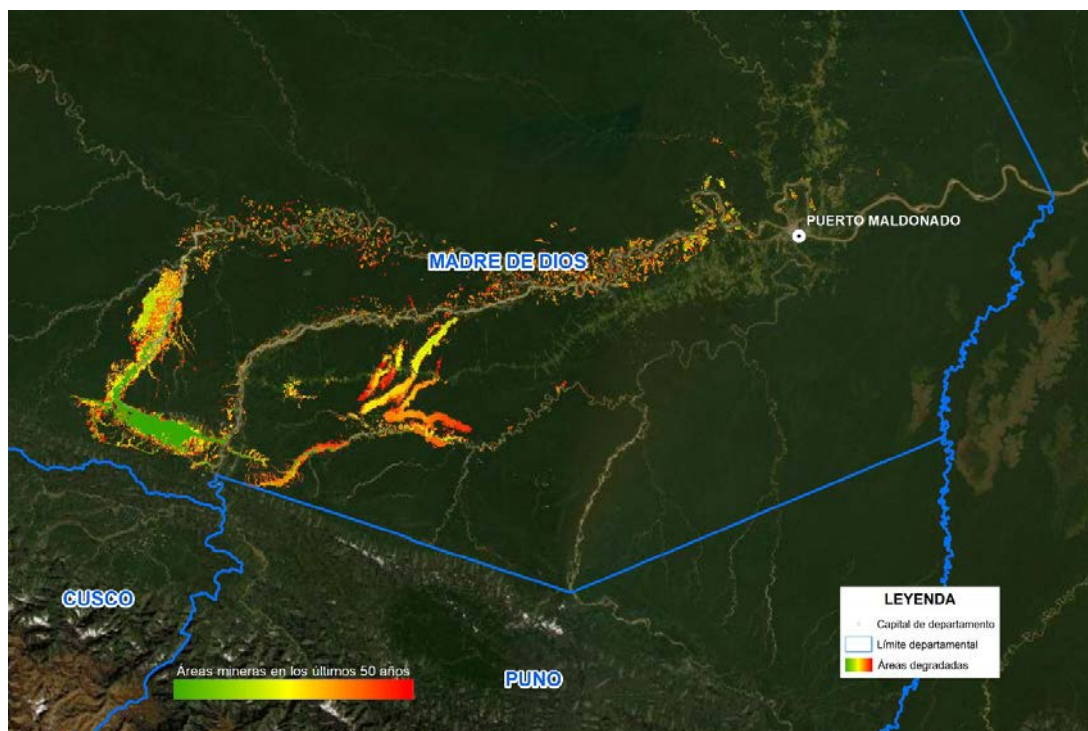 PUERTO MALDONADO
MADRE DE DIOS
CUSCO
PUNO
Áreas mineras en los últimos 50 años
LEYENDA
Capital de departamento
Límite departamental
Áreas degradadas